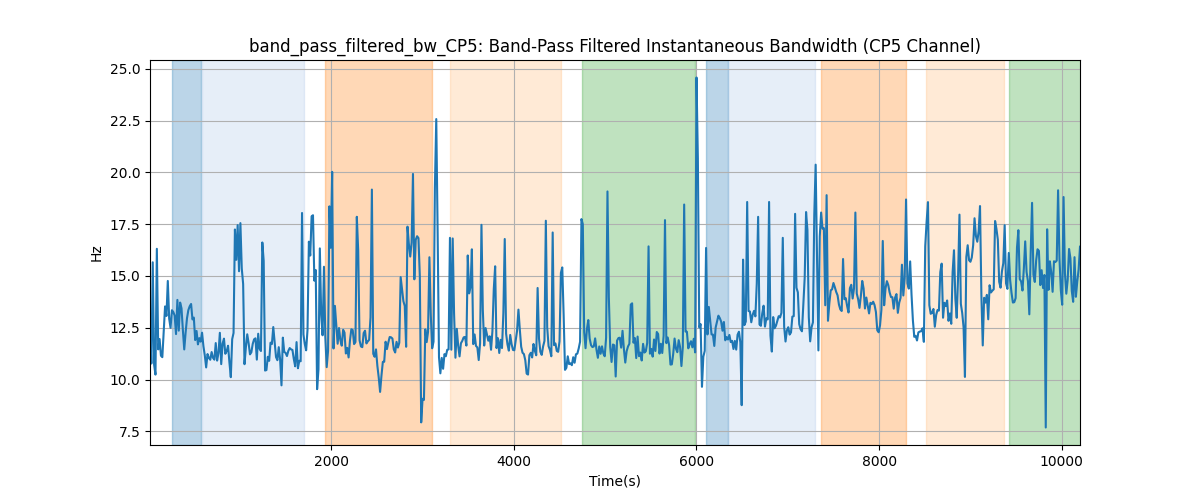 band_pass_filtered_bw_CP5: Band-Pass Filtered Instantaneous Bandwidth (CP5 Channel)
25.0
22.5
20.0
17.5
15.0
12.5
10.0
7.5
Hz
2000 4000 6000 8000 10000
Time(s)